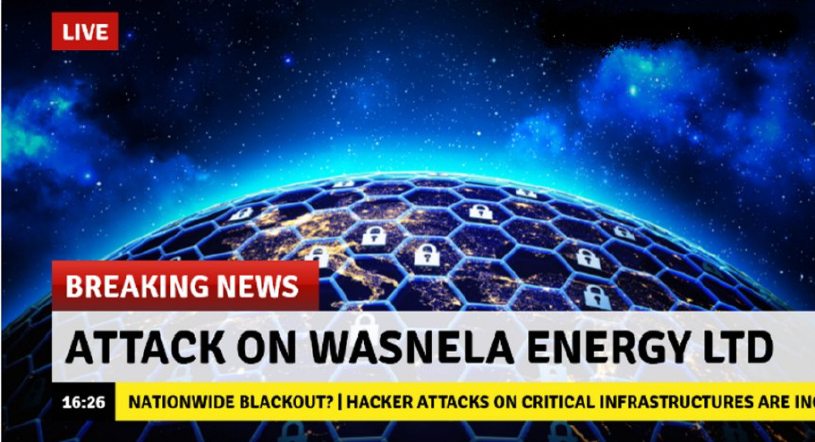 LIVE
BREAKING NEWS
ATTACK ON WASNELA ENERGY LTD
16:26 NATIONWIDE BLACKOUT? | HACKER ATTACKS ON CRITICAL INFRASTRUCTURES ARE